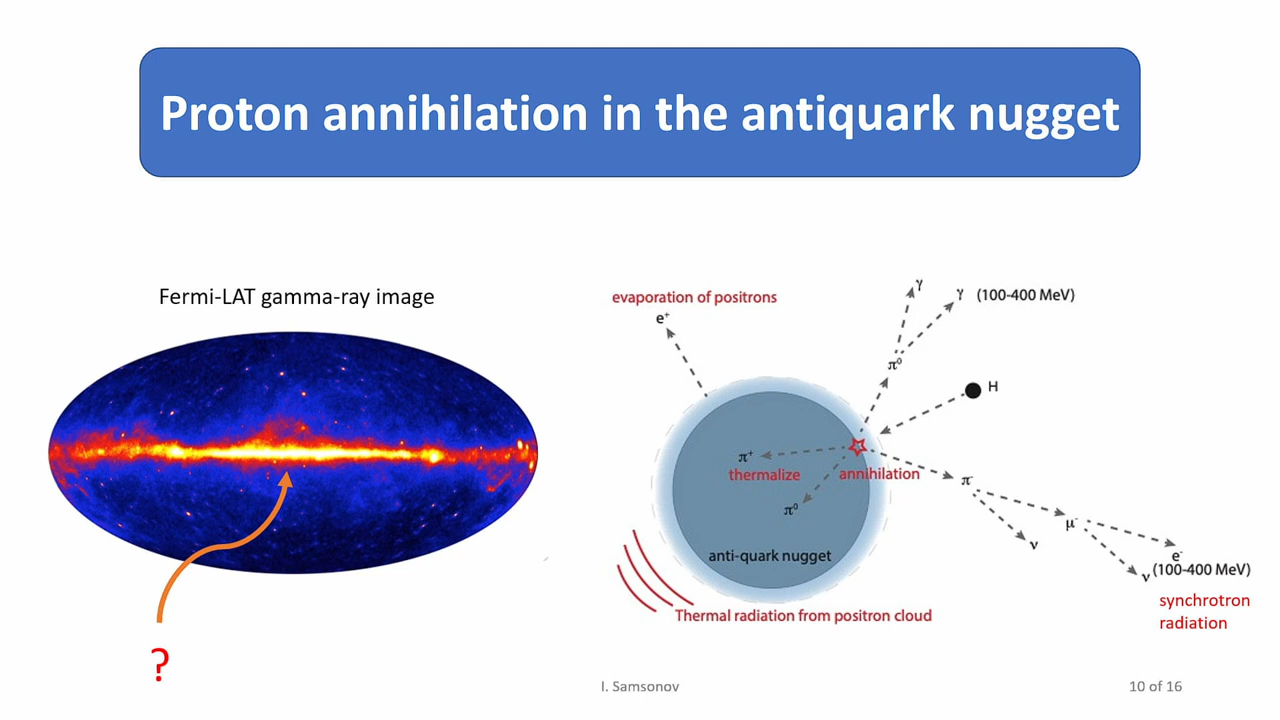 Proton annihilation in the antiquark nugget
Fermi-LAT gamma-ray image
?
evaporation of positrons
e⁺
γ
γ (100-400 MeV)
π⁰
H
π⁺
thermalize
annihilation
π⁰
π⁻
μ⁻
ν
e⁻
ν (100-400 MeV)
synchrotron
radiation
anti-quark nugget
Thermal radiation from positron cloud
I. Samsonov
10 of 16